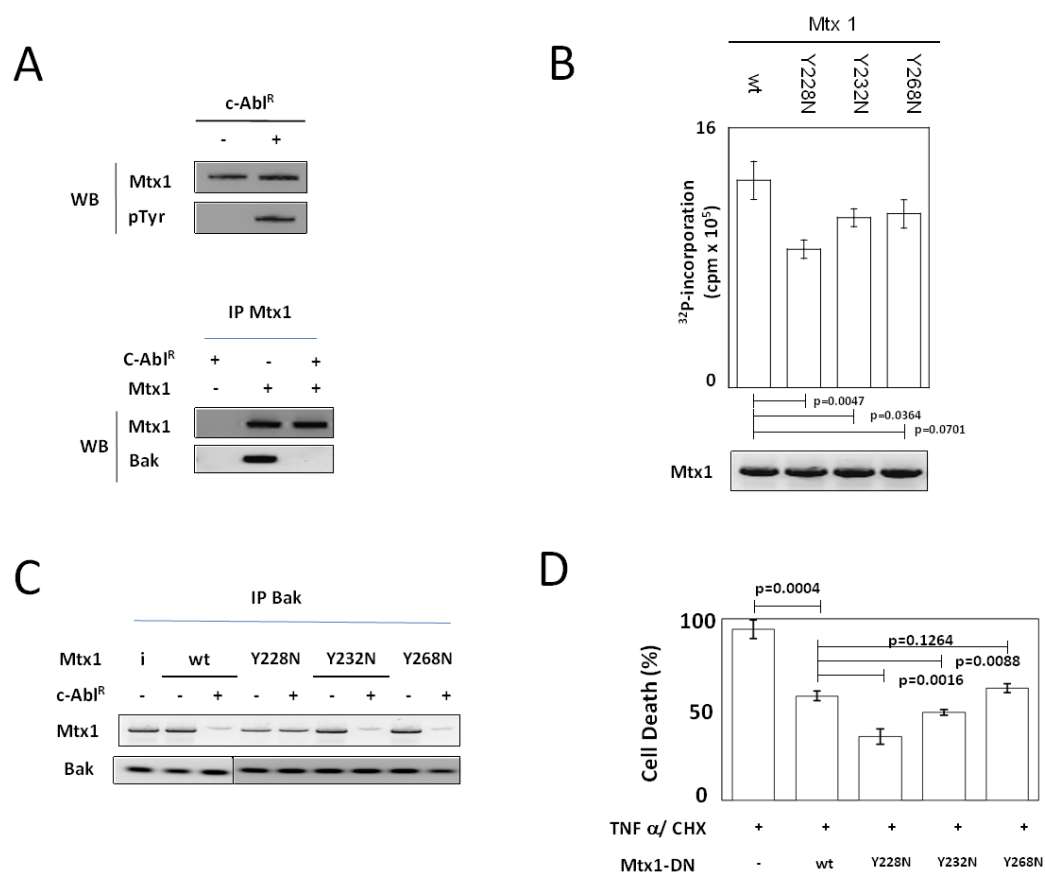 A
c-Abl^R
- +
WB
Mtx1
pTyr
IP Mtx1
C-Abl^R + - +
Mtx1 - + +
WB
Mtx1
Bak
B
Mtx 1
wt Y228N Y232N Y268N
16
³²P-incorporation
(cpm x 10⁵)
0
p=0.0047
p=0.0364
p=0.0701
Mtx1
C
IP Bak
Mtx1 i wt Y228N Y232N Y268N
c-Abl^R - - + - + - + - +
Mtx1
Bak
D
p=0.0004
100
p=0.1264
p=0.0088
p=0.0016
Cell Death (%)
50
0
TNF α/ CHX + + + + +
Mtx1-DN - wt Y228N Y232N Y268N